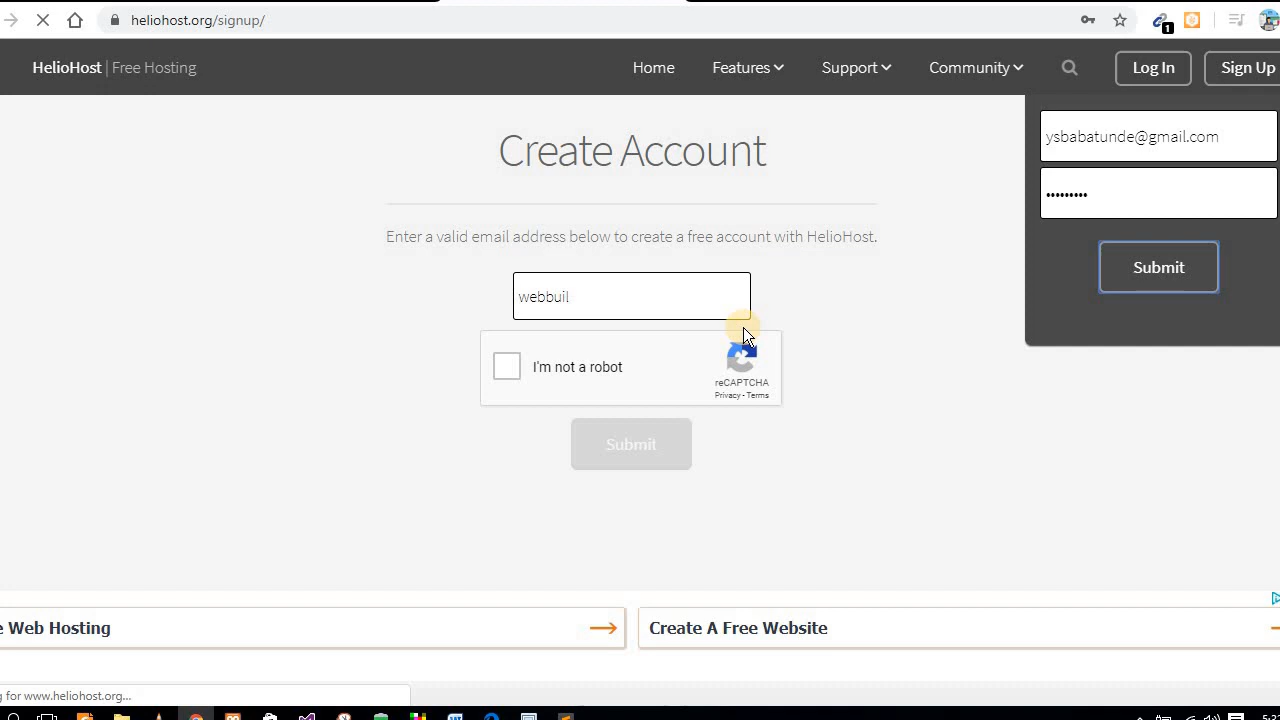 heliohost.org/signup/
1
HelioHost | Free Hosting
Home
Features
Support
Community
Log In
Sign Up
ysbabatunde@gmail.com
•••••••••
Submit
Create Account
Enter a valid email address below to create a free account with HelioHost.
webbuil
I'm not a robot
reCAPTCHA
Privacy - Terms
Submit
e Web Hosting
Create A Free Website
g for www.heliohost.org...